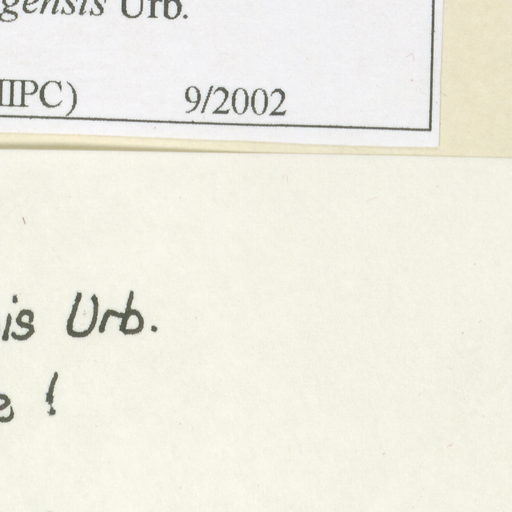 gensis Urb.
IIPC) 9/2002
is Urb.
e !